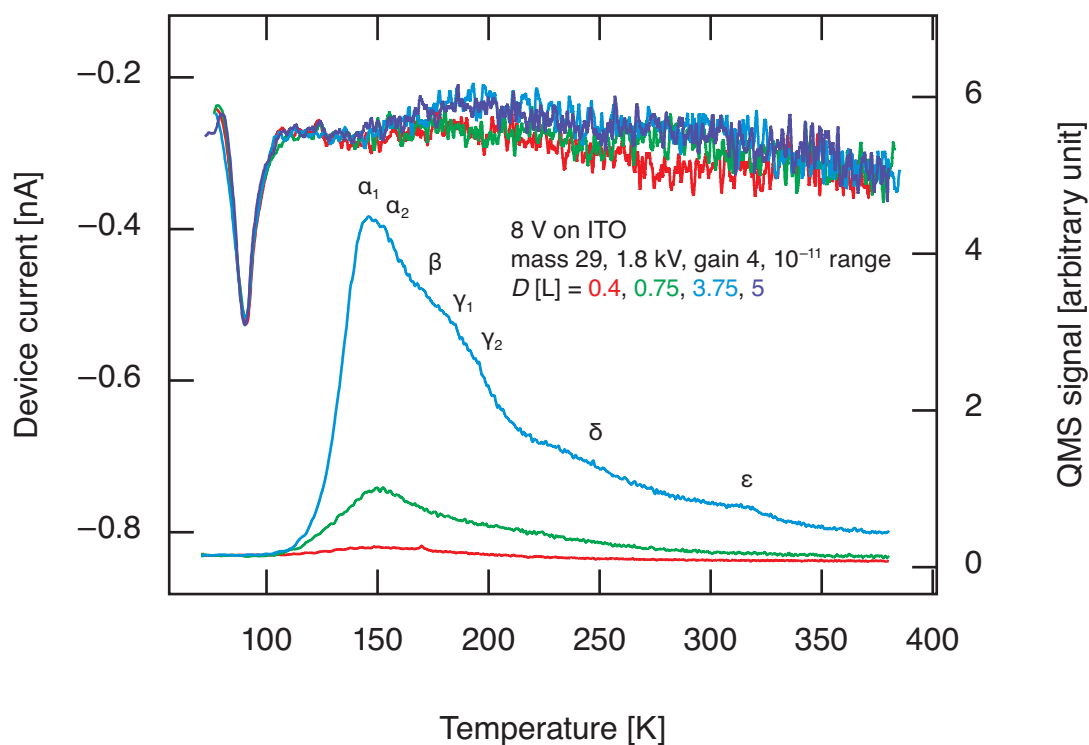 Device current [nA]
−0.2
−0.4
−0.6
−0.8
α₁
α₂
β
γ₁
γ₂
δ
ε
8 V on ITO
mass 29, 1.8 kV, gain 4, 10⁻¹¹ range
D [L] = 0.4, 0.75, 3.75, 5
6
4
2
0
QMS signal [arbitrary unit]
100 150 200 250 300 350 400
Temperature [K]